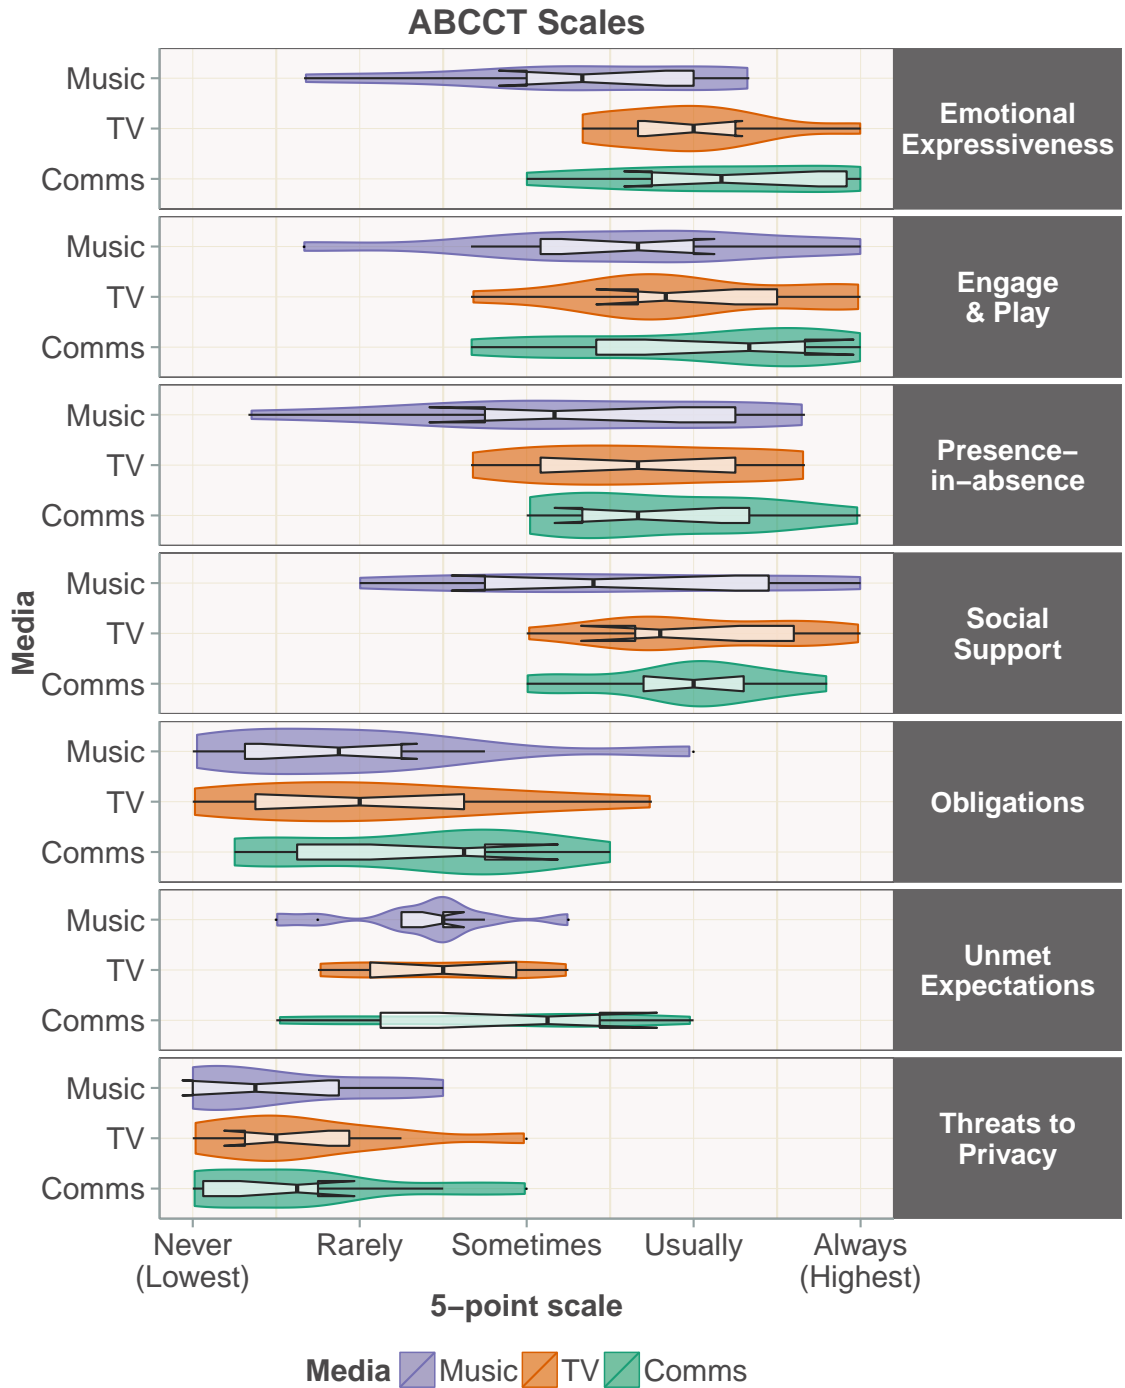 ABCCT Scales
Music
TV
Comms
Emotional
Expressiveness
Music
TV
Comms
Engage
& Play
Music
TV
Comms
Presence–
in–absence
Media
Music
TV
Comms
Social
Support
Music
TV
Comms
Obligations
Music
TV
Comms
Unmet
Expectations
Music
TV
Comms
Threats to
Privacy
Never
(Lowest)
Rarely
Sometimes
Usually
Always
(Highest)
5–point scale
Media Music TV Comms